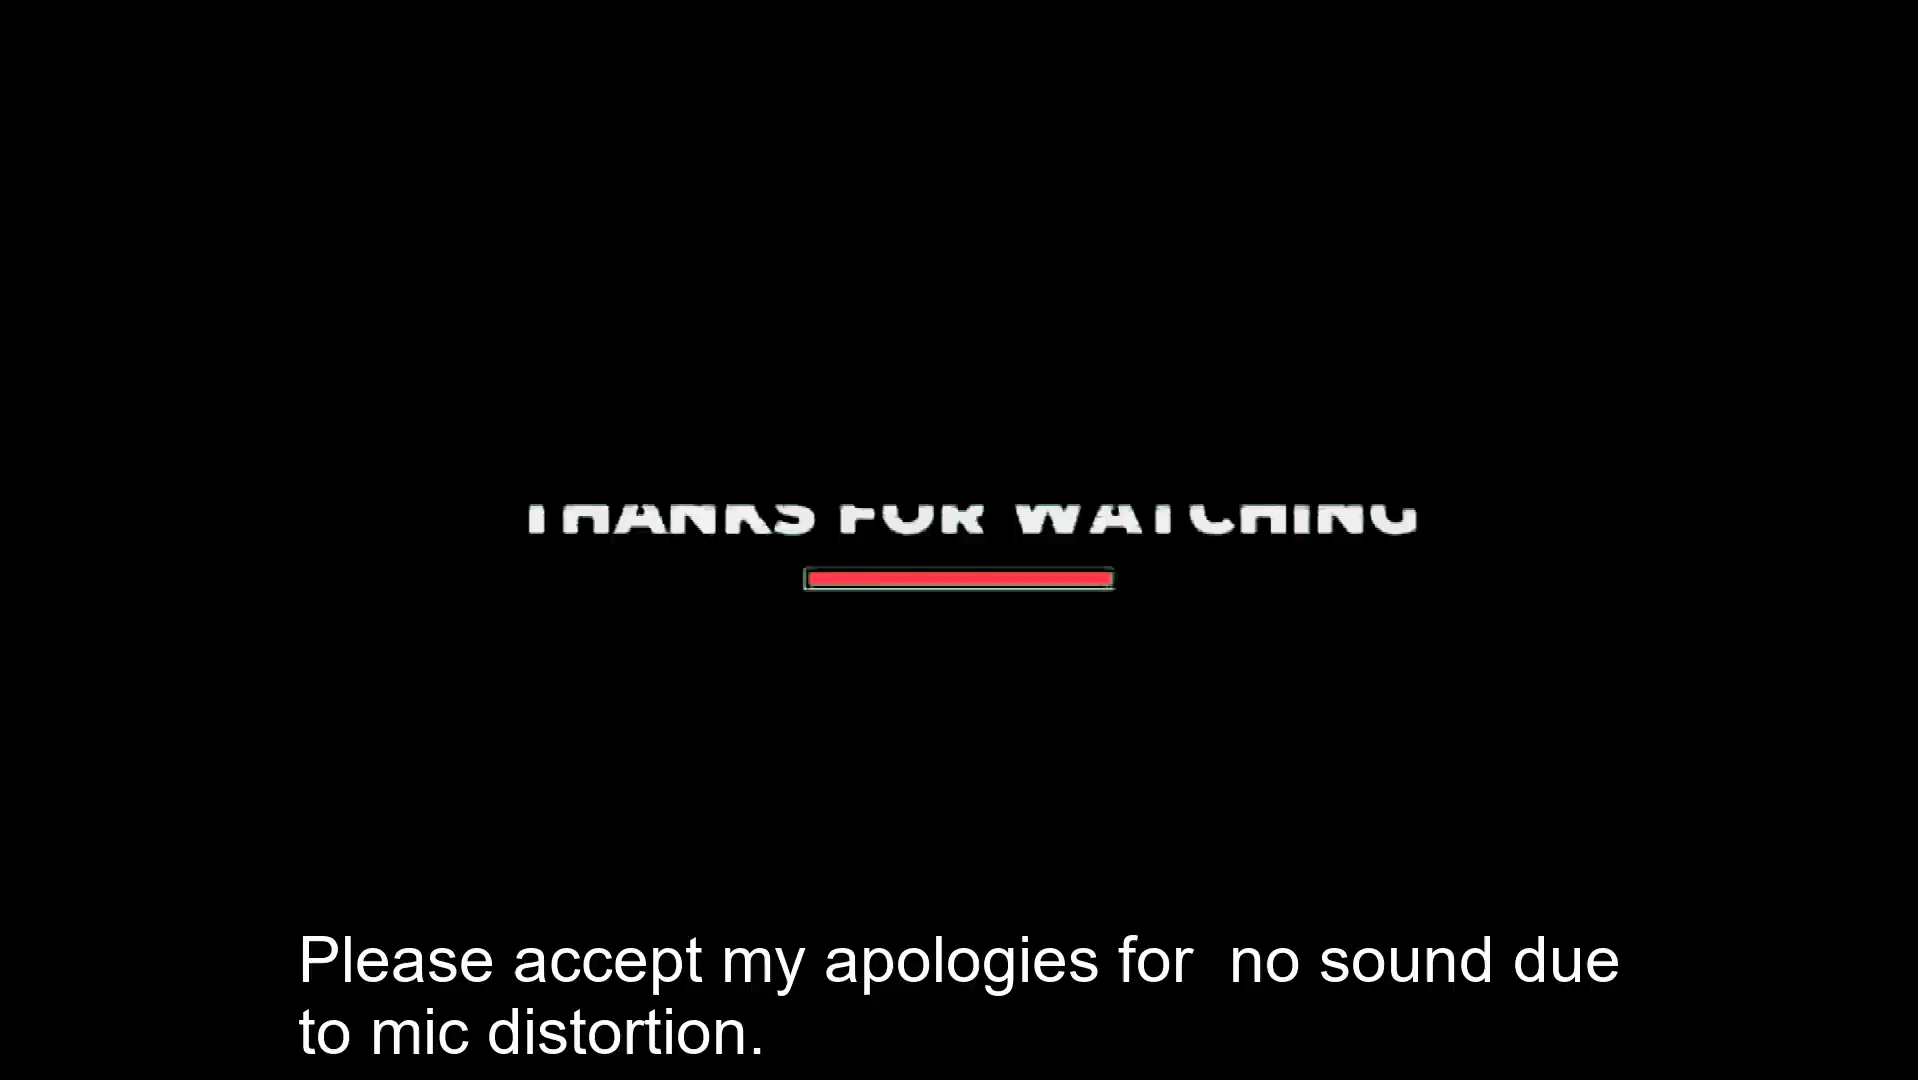 THANKS FOR WATCHING
Please accept my apologies for  no sound due
to mic distortion.